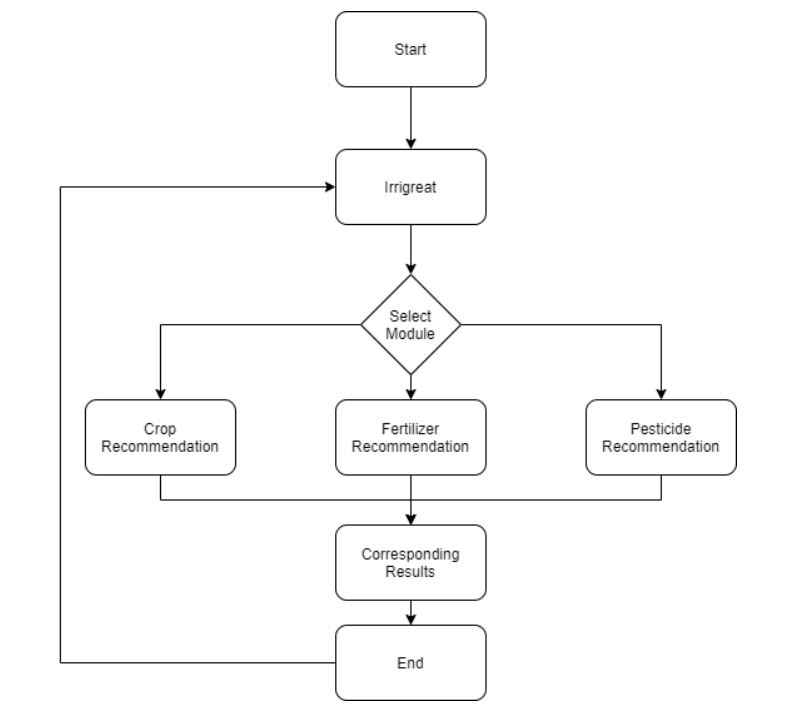 Start
Irrigreat
Select
Module
Crop
Recommendation
Fertilizer
Recommendation
Pesticide
Recommendation
Corresponding
Results
End